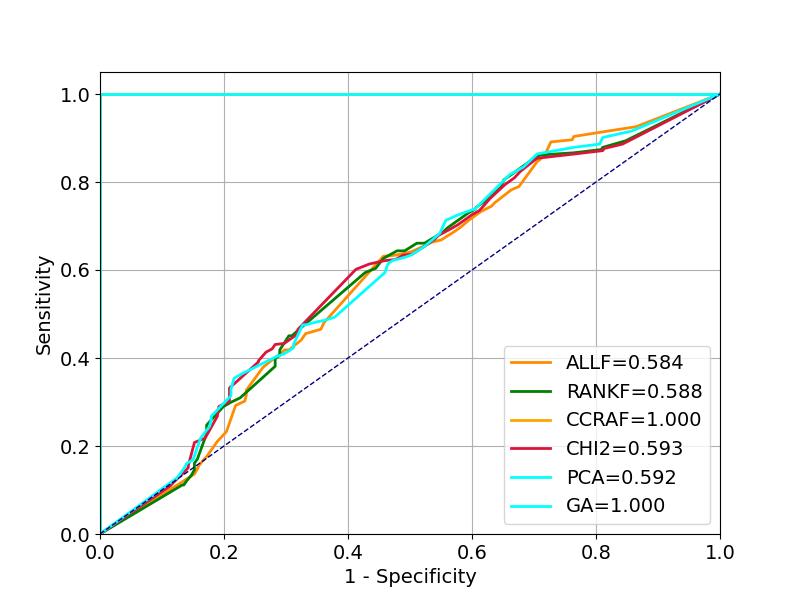 1.0
0.8
0.6
0.4
0.2
0.0
Sensitivity
ALLF=0.584
RANKF=0.588
CCRAF=1.000
CHI2=0.593
PCA=0.592
GA=1.000
0.0 0.2 0.4 0.6 0.8 1.0
1 - Specificity